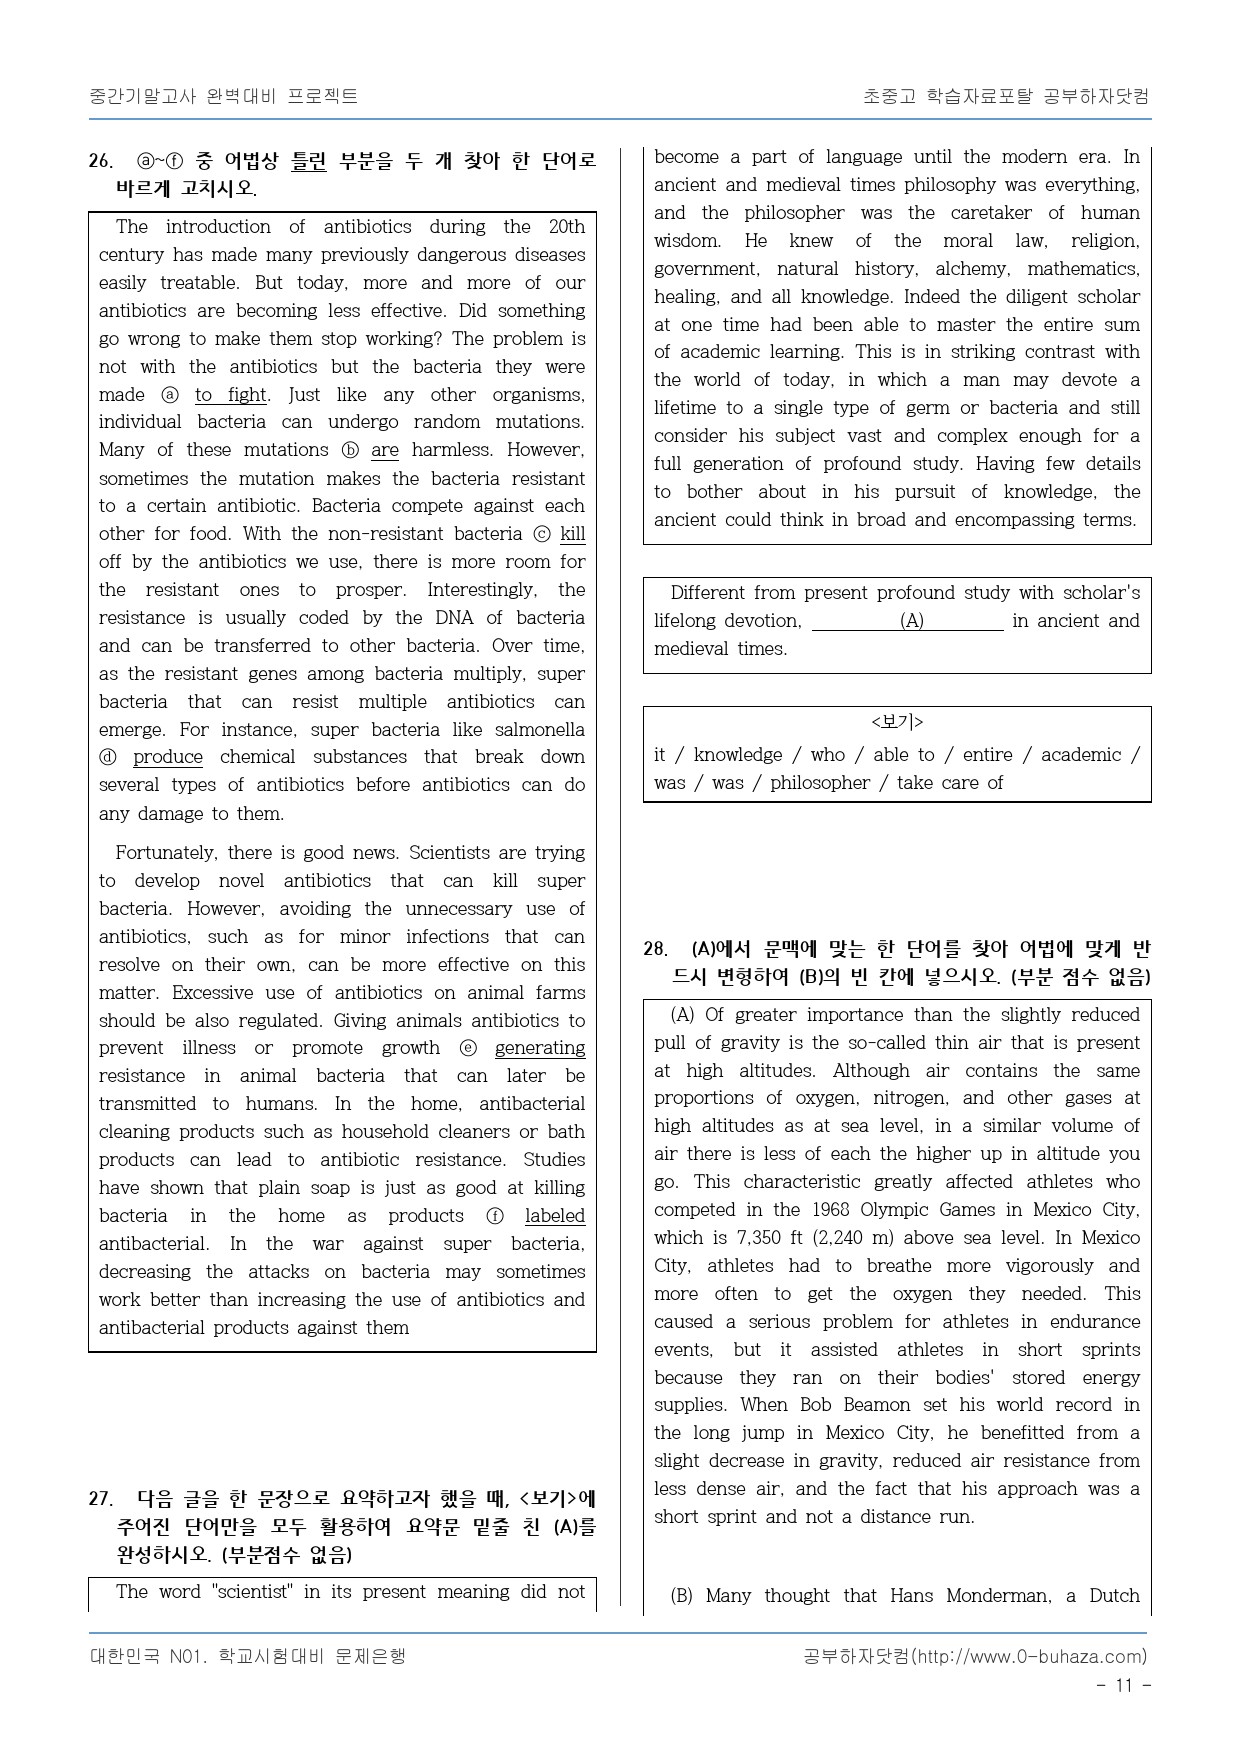 중간기말고사 완벽대비 프로젝트
초중고 학습자료포탈 공부하자닷컴
26. ⓐ~ⓕ 중 어법상 틀린 부분을 두 개 찾아 한 단어로
바르게 고치시오.
The introduction of antibiotics during the 20th
century has made many previously dangerous diseases
easily treatable. But today, more and more of our
antibiotics are becoming less effective. Did something
go wrong to make them stop working? The problem is
not with the antibiotics but the bacteria they were
made ⓐ to fight. Just like any other organisms,
individual bacteria can undergo random mutations.
Many of these mutations ⓑ are harmless. However,
sometimes the mutation makes the bacteria resistant
to a certain antibiotic. Bacteria compete against each
other for food. With the non-resistant bacteria ⓒ kill
off by the antibiotics we use, there is more room for
the resistant ones to prosper. Interestingly, the
resistance is usually coded by the DNA of bacteria
and can be transferred to other bacteria. Over time,
as the resistant genes among bacteria multiply, super
bacteria that can resist multiple antibiotics can
emerge. For instance, super bacteria like salmonella
ⓓ produce chemical substances that break down
several types of antibiotics before antibiotics can do
any damage to them.
Fortunately, there is good news. Scientists are trying
to develop novel antibiotics that can kill super
bacteria. However, avoiding the unnecessary use of
antibiotics, such as for minor infections that can
resolve on their own, can be more effective on this
matter. Excessive use of antibiotics on animal farms
should be also regulated. Giving animals antibiotics to
prevent illness or promote growth ⓔ generating
resistance in animal bacteria that can later be
transmitted to humans. In the home, antibacterial
cleaning products such as household cleaners or bath
products can lead to antibiotic resistance. Studies
have shown that plain soap is just as good at killing
bacteria in the home as products ⓕ labeled
antibacterial. In the war against super bacteria,
decreasing the attacks on bacteria may sometimes
work better than increasing the use of antibiotics and
antibacterial products against them
27. 다음 글을 한 문장으로 요약하고자 했을 때, <보기>에
주어진 단어만을 모두 활용하여 요약문 밑줄 친 (A)를
완성하시오. (부분점수 없음)
The word "scientist" in its present meaning did not
become a part of language until the modern era. In
ancient and medieval times philosophy was everything,
and the philosopher was the caretaker of human
wisdom. He knew of the moral law, religion,
government, natural history, alchemy, mathematics,
healing, and all knowledge. Indeed the diligent scholar
at one time had been able to master the entire sum
of academic learning. This is in striking contrast with
the world of today, in which a man may devote a
lifetime to a single type of germ or bacteria and still
consider his subject vast and complex enough for a
full generation of profound study. Having few details
to bother about in his pursuit of knowledge, the
ancient could think in broad and encompassing terms.
Different from present profound study with scholar's
lifelong devotion, (A) in ancient and
medieval times.
<보기>
it / knowledge / who / able to / entire / academic /
was / was / philosopher / take care of
28. (A)에서 문맥에 맞는 한 단어를 찾아 어법에 맞게 반
드시 변형하여 (B)의 빈 칸에 넣으시오. (부분 점수 없음)
(A) Of greater importance than the slightly reduced
pull of gravity is the so-called thin air that is present
at high altitudes. Although air contains the same
proportions of oxygen, nitrogen, and other gases at
high altitudes as at sea level, in a similar volume of
air there is less of each the higher up in altitude you
go. This characteristic greatly affected athletes who
competed in the 1968 Olympic Games in Mexico City,
which is 7,350 ft (2,240 m) above sea level. In Mexico
City, athletes had to breathe more vigorously and
more often to get the oxygen they needed. This
caused a serious problem for athletes in endurance
events, but it assisted athletes in short sprints
because they ran on their bodies' stored energy
supplies. When Bob Beamon set his world record in
the long jump in Mexico City, he benefitted from a
slight decrease in gravity, reduced air resistance from
less dense air, and the fact that his approach was a
short sprint and not a distance run.
(B) Many thought that Hans Monderman, a Dutch
대한민국 N01. 학교시험대비 문제은행
공부하자닷컴(http://www.0-buhaza.com)
- 11 -